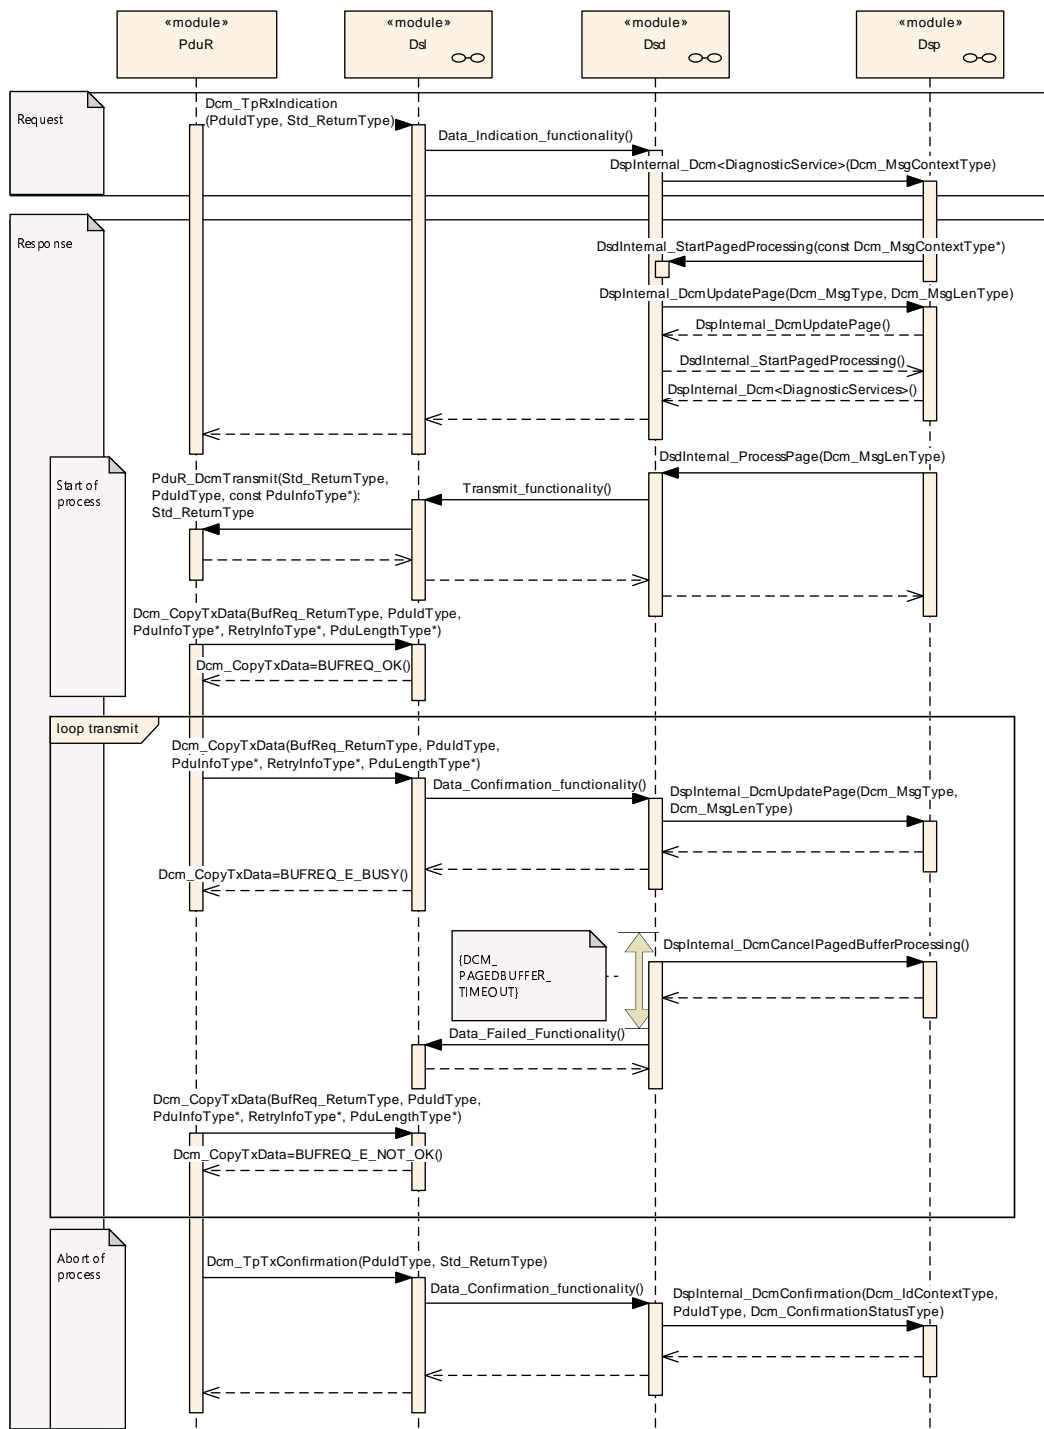 «module»
PduR
«module»
Dsl
«module»
Dsd
«module»
Dsp
Request
Dcm_TpRxIndication
(PduIdType, Std_ReturnType)
Data_Indication_functionality()
DspInternal_Dcm<DiagnosticService>(Dcm_MsgContextType)
Response
DsdInternal_StartPagedProcessing(const Dcm_MsgContextType*)
DspInternal_DcmUpdatePage(Dcm_MsgType, Dcm_MsgLenType)
DspInternal_DcmUpdatePage()
DsdInternal_StartPagedProcessing()
DspInternal_Dcm<DiagnosticServices>()
Start of
process
DsdInternal_ProcessPage(Dcm_MsgLenType)
PduR_DcmTransmit(Std_ReturnType,
PduIdType, const PduInfoType*):
Std_ReturnType
Transmit_functionality()
Dcm_CopyTxData(BufReq_ReturnType, PduIdType,
PduInfoType*, RetryInfoType*, PduLengthType*)
Dcm_CopyTxData=BUFREQ_OK()
loop transmit
Dcm_CopyTxData(BufReq_ReturnType, PduIdType,
PduInfoType*, RetryInfoType*, PduLengthType*)
Data_Confirmation_functionality()
DspInternal_DcmUpdatePage(Dcm_MsgType,
Dcm_MsgLenType)
Dcm_CopyTxData=BUFREQ_E_BUSY()
{DCM_
PAGEDBUFFER_
TIMEOUT}
DspInternal_DcmCancelPagedBufferProcessing()
Data_Failed_Functionality()
Dcm_CopyTxData(BufReq_ReturnType, PduIdType,
PduInfoType*, RetryInfoType*, PduLengthType*)
Dcm_CopyTxData=BUFREQ_E_NOT_OK()
Abort of
process
Dcm_TpTxConfirmation(PduIdType, Std_ReturnType)
Data_Confirmation_functionality()
DspInternal_DcmConfirmation(Dcm_IdContextType,
PduIdType, Dcm_ConfirmationStatusType)